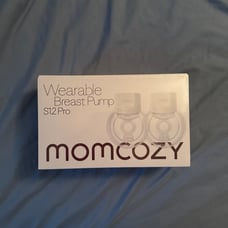 Wearable
Breast Pump
S12 Pro
momcozy